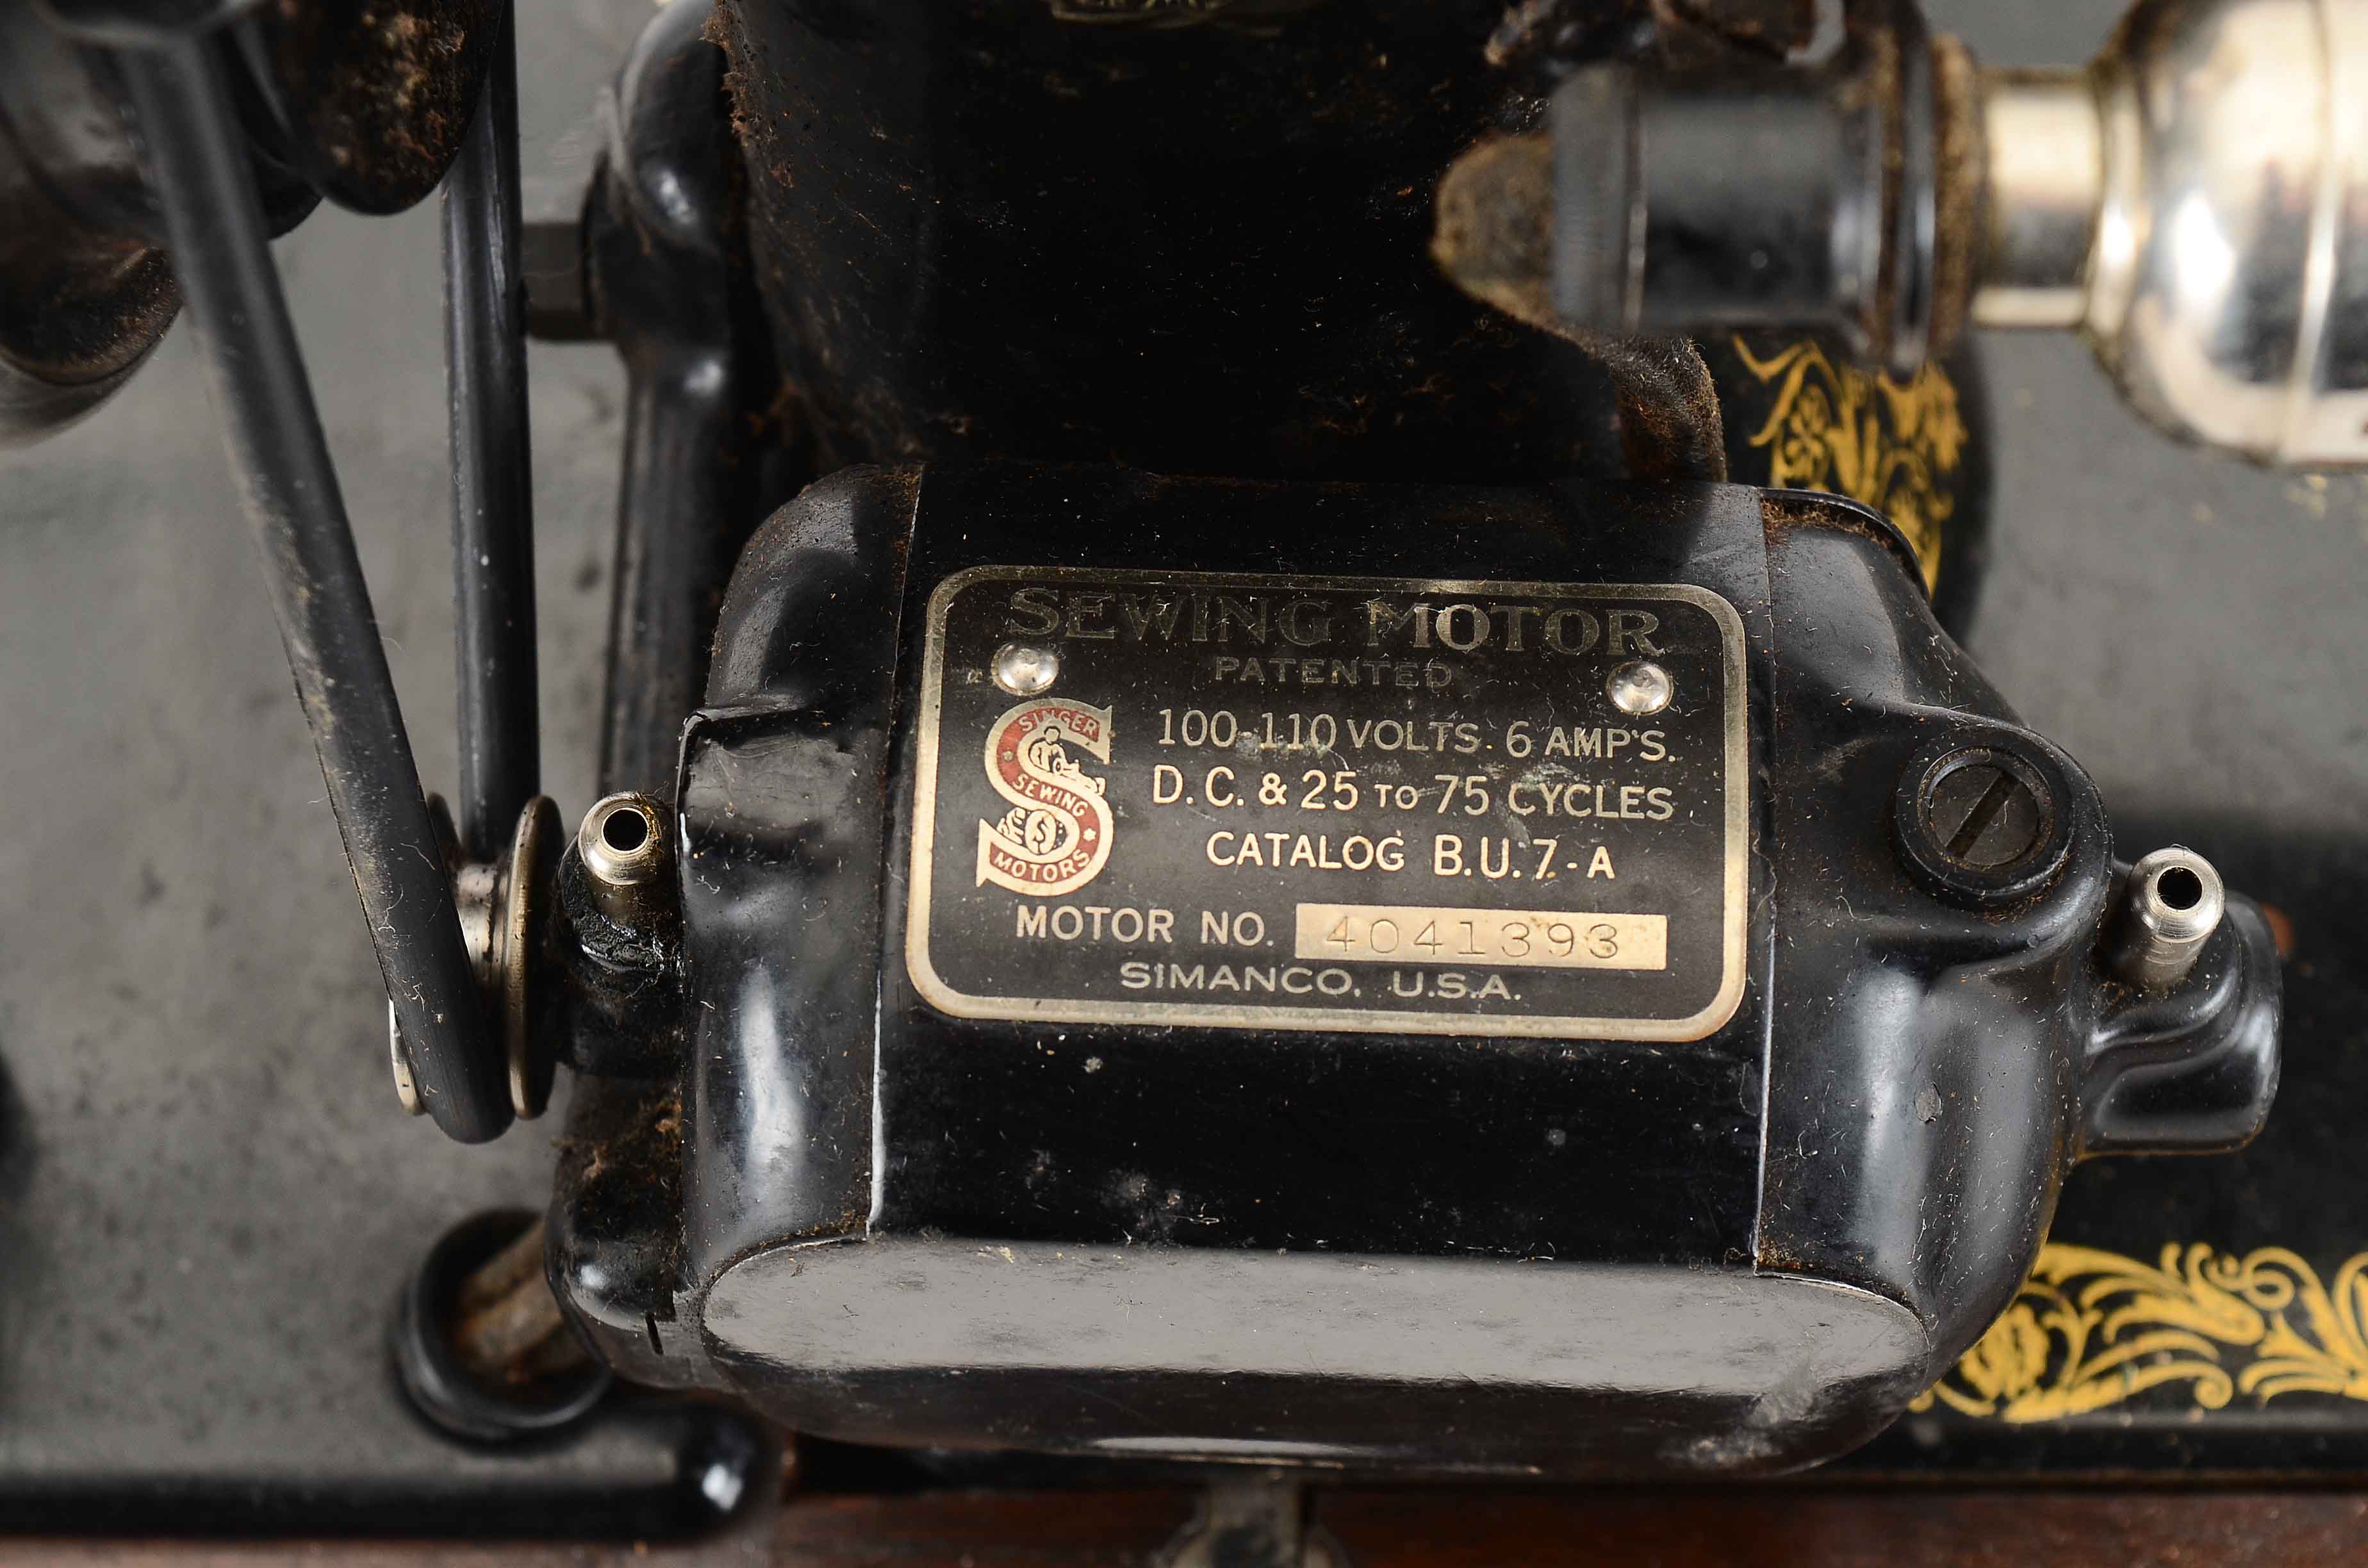 SEWING MOTOR
PATENTED
SINGER
SEWING
MOTORS
100-110 VOLTS. 6 AMP'S.
D.C. & 25 TO 75 CYCLES
CATALOG B.U.7-A
MOTOR NO. 4041393
SIMANCO, U.S.A.